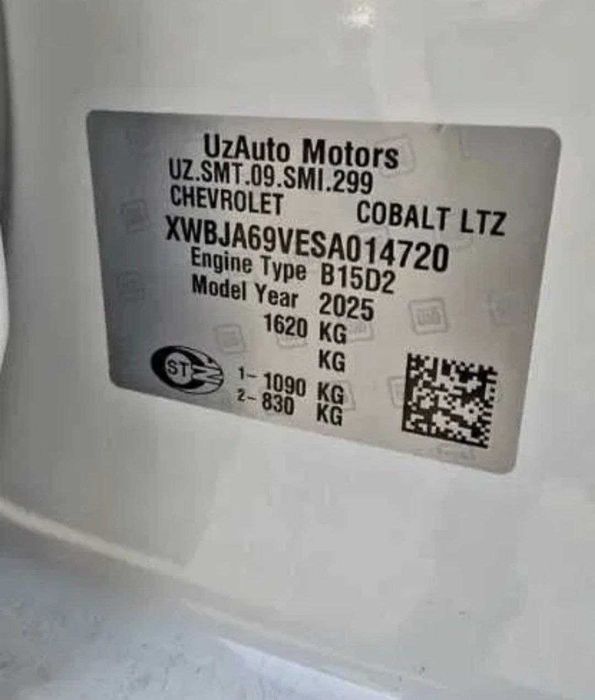 UzAuto Motors
UZ.SMT.09.SMI.299
CHEVROLET COBALT LTZ
XWBJA69VESA014720
Engine Type B15D2
Model Year 2025
1620 KG
KG
1- 1090 KG
2- 830 KG
ST